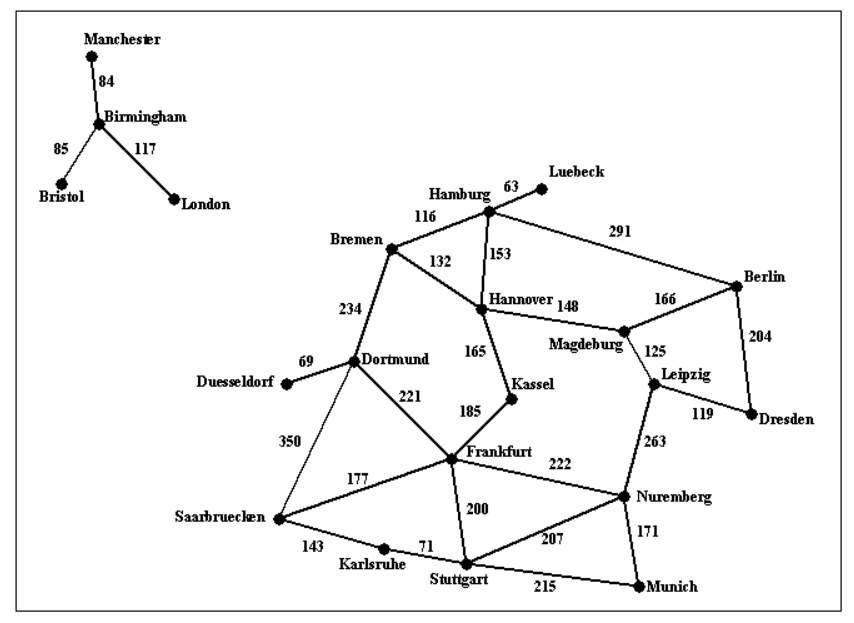 Manchester
84
Birmingham
85
117
Bristol
London
Luebeck
63
Hamburg
116
291
Bremen
132
153
Berlin
Hannover
148
166
234
Magdeburg
125
204
69
Dortmund
165
Leipzig
Duesseldorf
Kassel
221
185
119
Dresden
350
263
Frankfurt
222
177
Nuremberg
200
Saarbruecken
207
171
143
71
Karlsruhe
Stuttgart
215
Munich